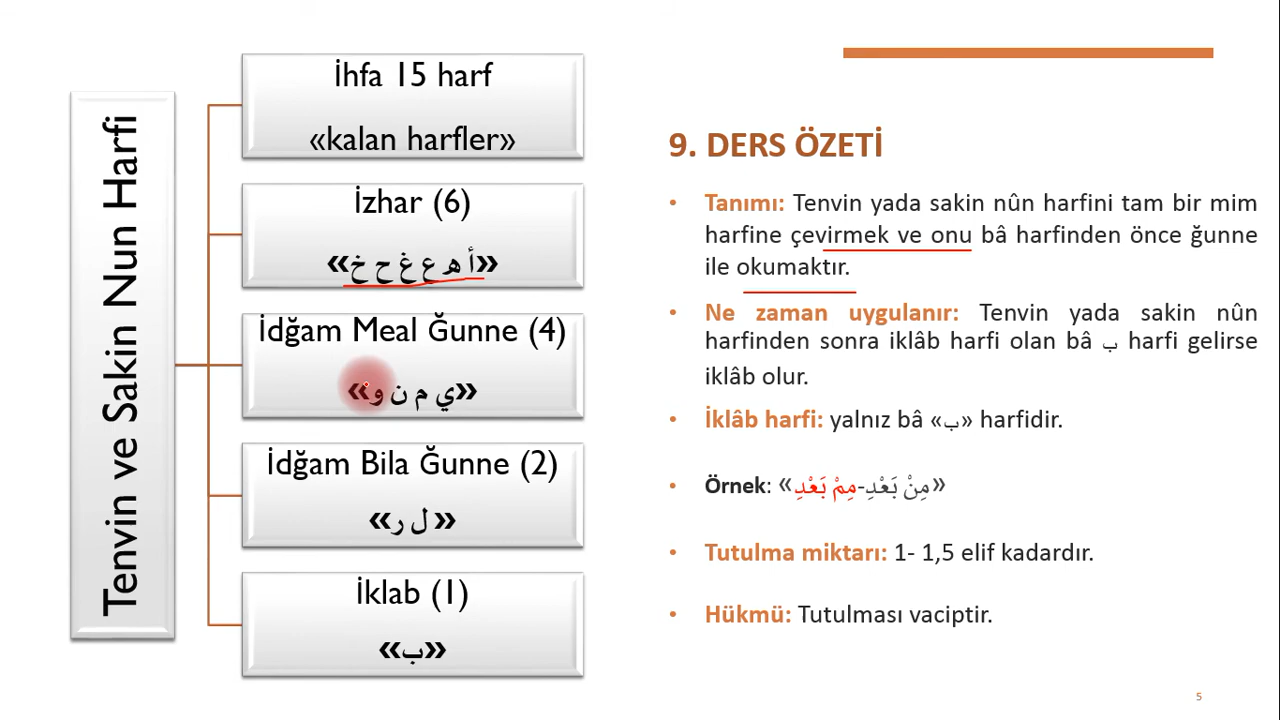 Tenvin ve Sakin Nun Harfi
İhfa 15 harf
«kalan harfler»
İzhar (6)
«أ ه ع غ ح خ»
İdğam Meal Ğunne (4)
«ي م ن و»
İdğam Bila Ğunne (2)
«ل ر»
İklab (1)
«ب»
9. DERS ÖZETİ
• Tanımı: Tenvin yada sakin nûn harfini tam bir mim
harfine çevirmek ve onu bâ harfinden önce ğunne
ile okumaktır.
• Ne zaman uygulanır: Tenvin yada sakin nûn
harfinden sonra iklâb harfi olan bâ ب harfi gelirse
iklâb olur.
• İklâb harfi: yalnız bâ «ب» harfidir.
• Örnek: «مِنْ بَعْدِ-مِمْ بَعْدِ»
• Tutulma miktarı: 1- 1,5 elif kadardır.
• Hükmü: Tutulması vaciptir.
5